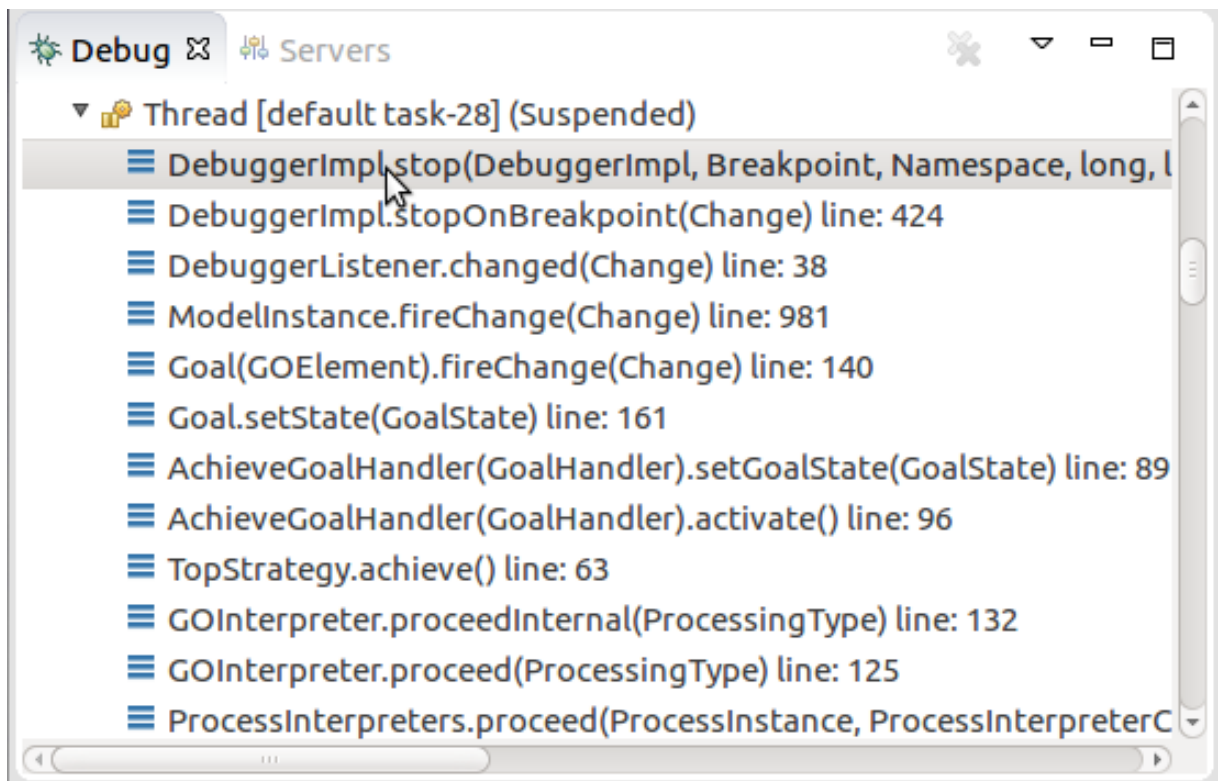 Debug Servers
Thread [default task-28] (Suspended)
DebuggerImpl.stop(DebuggerImpl, Breakpoint, Namespace, long, l
DebuggerImpl.stopOnBreakpoint(Change) line: 424
DebuggerListener.changed(Change) line: 38
ModelInstance.fireChange(Change) line: 981
Goal(GOElement).fireChange(Change) line: 140
Goal.setState(GoalState) line: 161
AchieveGoalHandler(GoalHandler).setGoalState(GoalState) line: 89
AchieveGoalHandler(GoalHandler).activate() line: 96
TopStrategy.achieve() line: 63
GOInterpreter.proceedInternal(ProcessingType) line: 132
GOInterpreter.proceed(ProcessingType) line: 125
ProcessInterpreters.proceed(ProcessInstance, ProcessInterpreterC